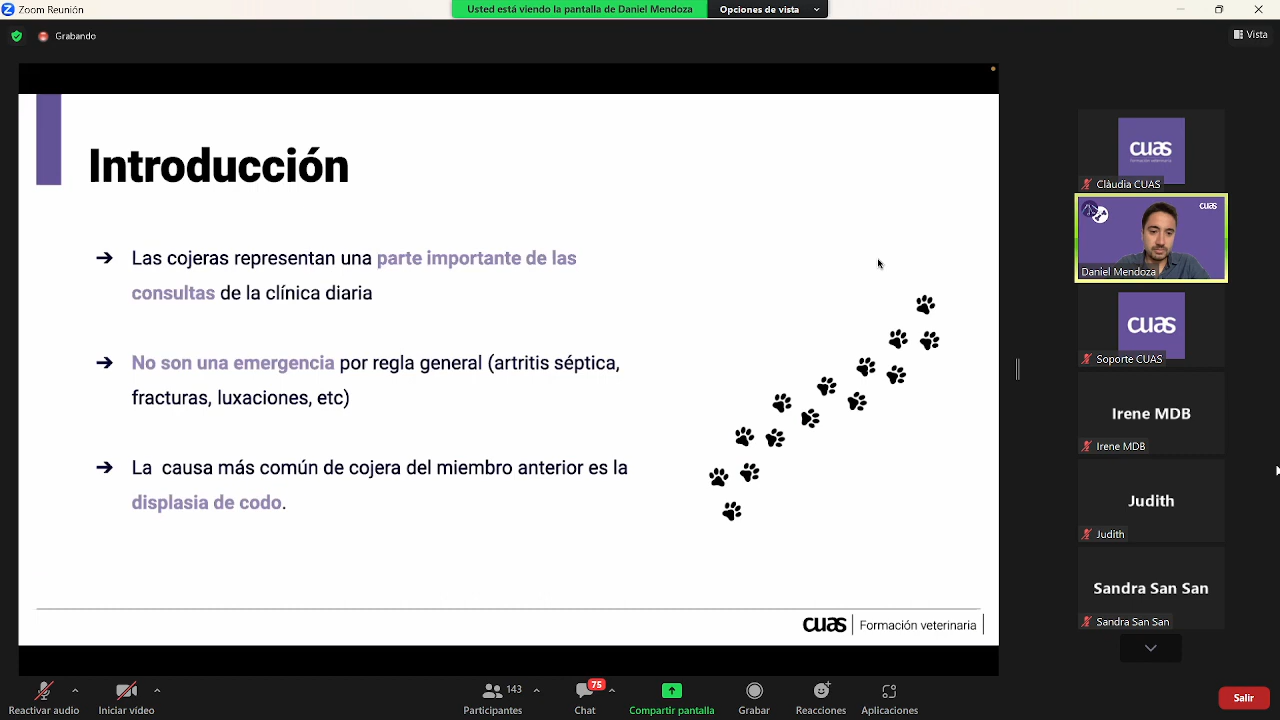 Zoom Reunión
Usted está viendo la pantalla de Daniel Mendoza
Opciones de vista
Grabando
Vista
Introducción
➔ Las cojeras representan una parte importante de las
consultas de la clínica diaria
➔ No son una emergencia por regla general (artritis séptica,
fracturas, luxaciones, etc)
➔ La causa más común de cojera del miembro anterior es la
displasia de codo.
cuas | Formación veterinaria
cuas
Clàudia CUAS
cuas
Daniel Mendoza
cuas
Soporte CUAS
Irene MDB
Irene MDB
Judith
Judith
Sandra San San
Sandra San San
Reactivar audio
Iniciar vídeo
143
Participantes
75
Chat
Compartir pantalla
Grabar
Reacciones
Aplicaciones
Salir